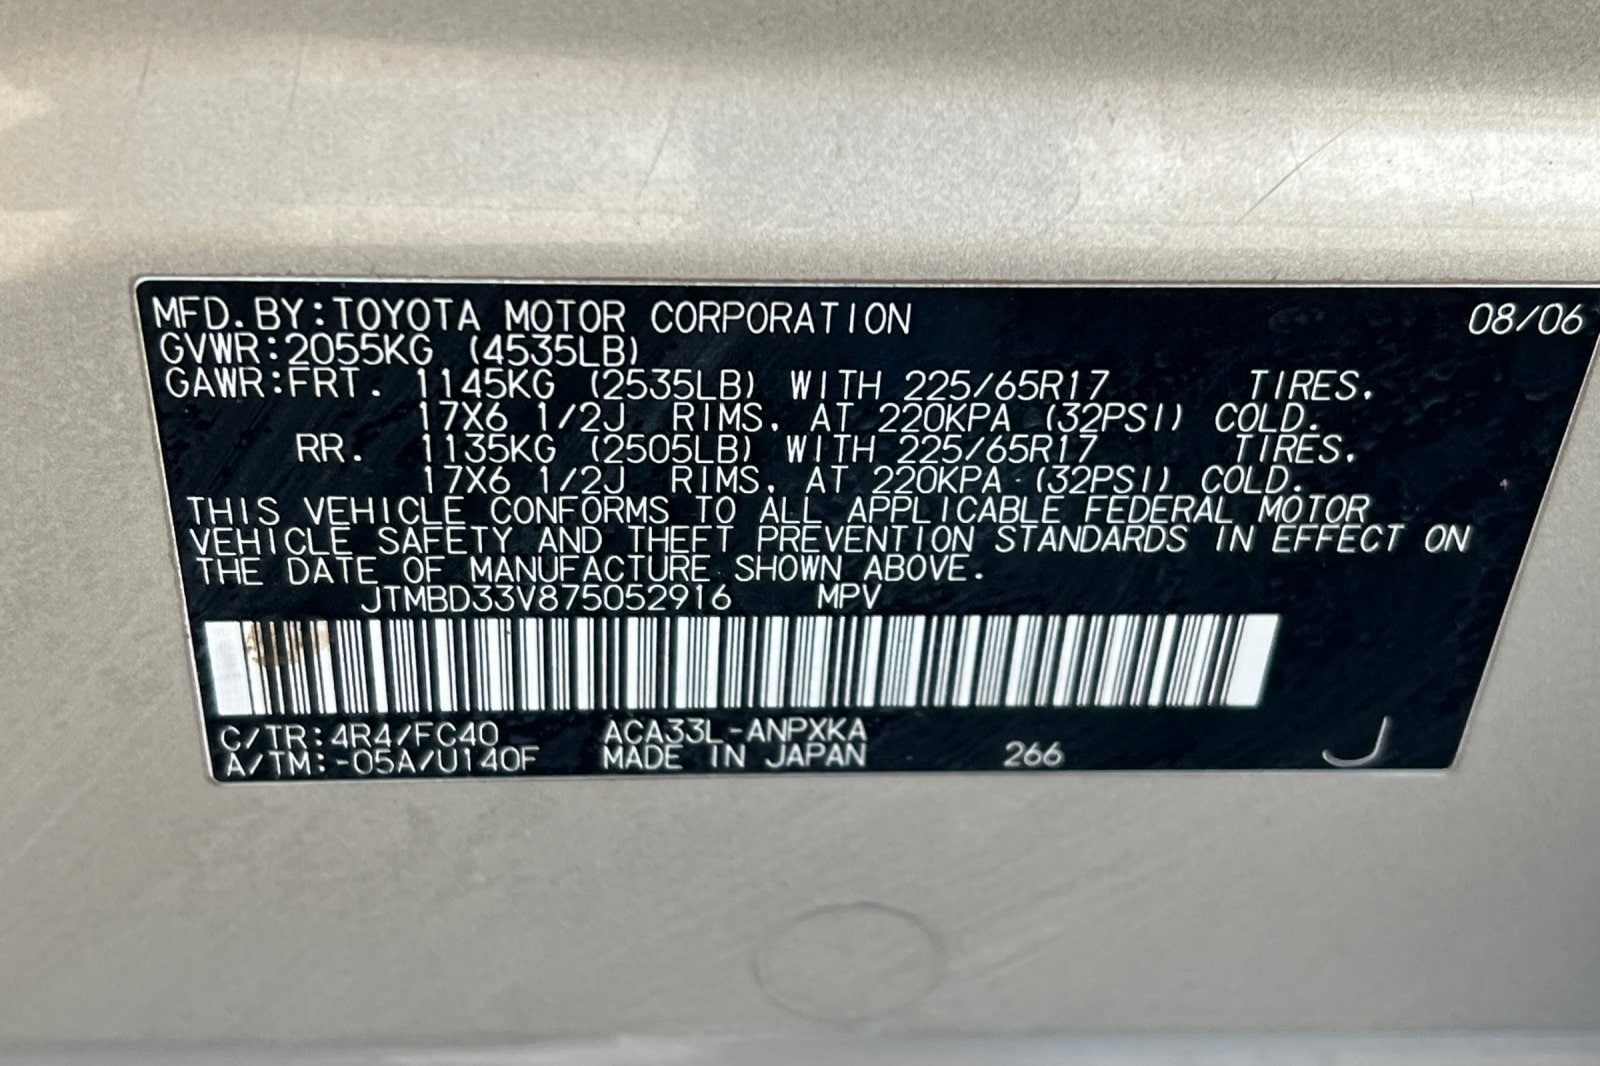 MFD.BY:TOYOTA MOTOR CORPORATION 08/06
GVWR:2055KG (4535LB)
GAWR:FRT. 1145KG (2535LB) WITH 225/65R17 TIRES.
17X6 1/2J RIMS, AT 220KPA (32PSI) COLD.
RR. 1135KG (2505LB) WITH 225/65R17 TIRES.
17X6 1/2J RIMS, AT 220KPA (32PSI) COLD.
THIS VEHICLE CONFORMS TO ALL APPLICABLE FEDERAL MOTOR
VEHICLE SAFETY AND THEFT PREVENTION STANDARDS IN EFFECT ON
THE DATE OF MANUFACTURE SHOWN ABOVE.
JTMBD33V875052916 MPV
C/TR:4R4/FC40 ACA33L-ANPXKA
A/TM:-05A/U140F MADE IN JAPAN 266 J